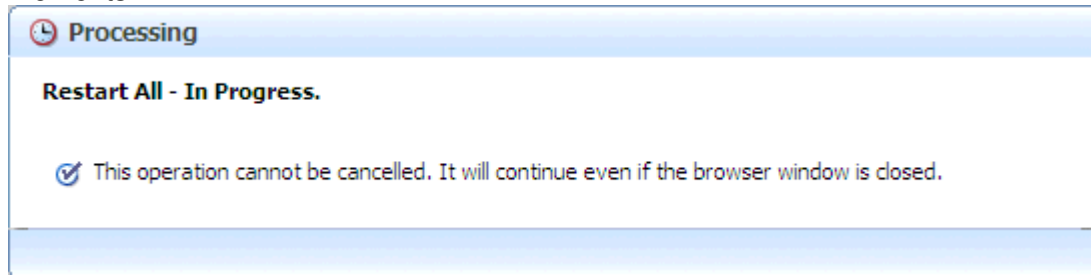 Processing
Restart All - In Progress.
This operation cannot be cancelled. It will continue even if the browser window is closed.